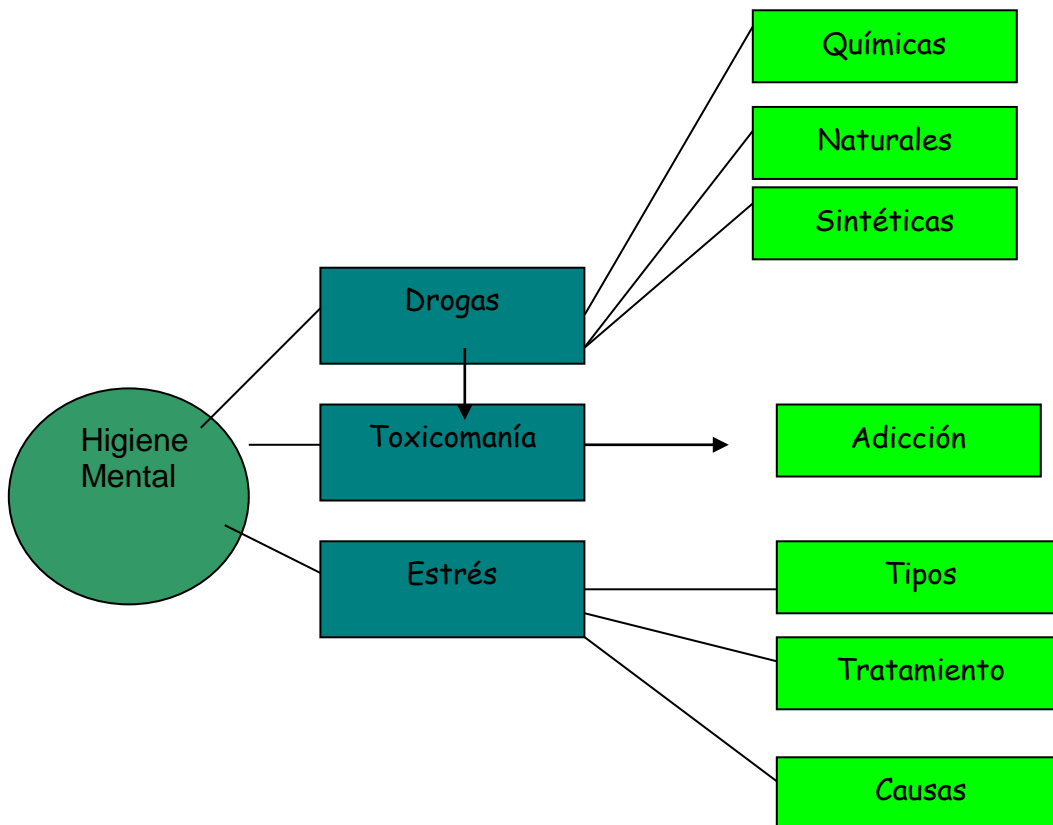 Químicas
Naturales
Sintéticas
Drogas
Higiene
Mental
Toxicomanía
Adicción
Estrés
Tipos
Tratamiento
Causas